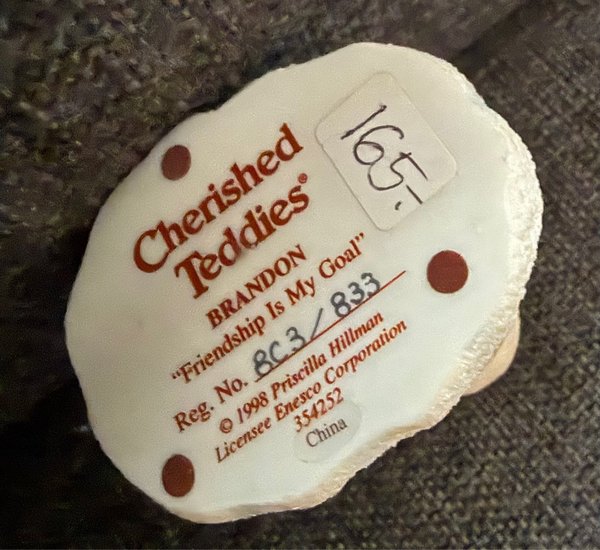 165.-
Cherished
Teddies®
BRANDON
"Friendship Is My Goal"
Reg. No. 8C3/833
© 1998 Priscilla Hillman
Licensee Enesco Corporation
354252
China